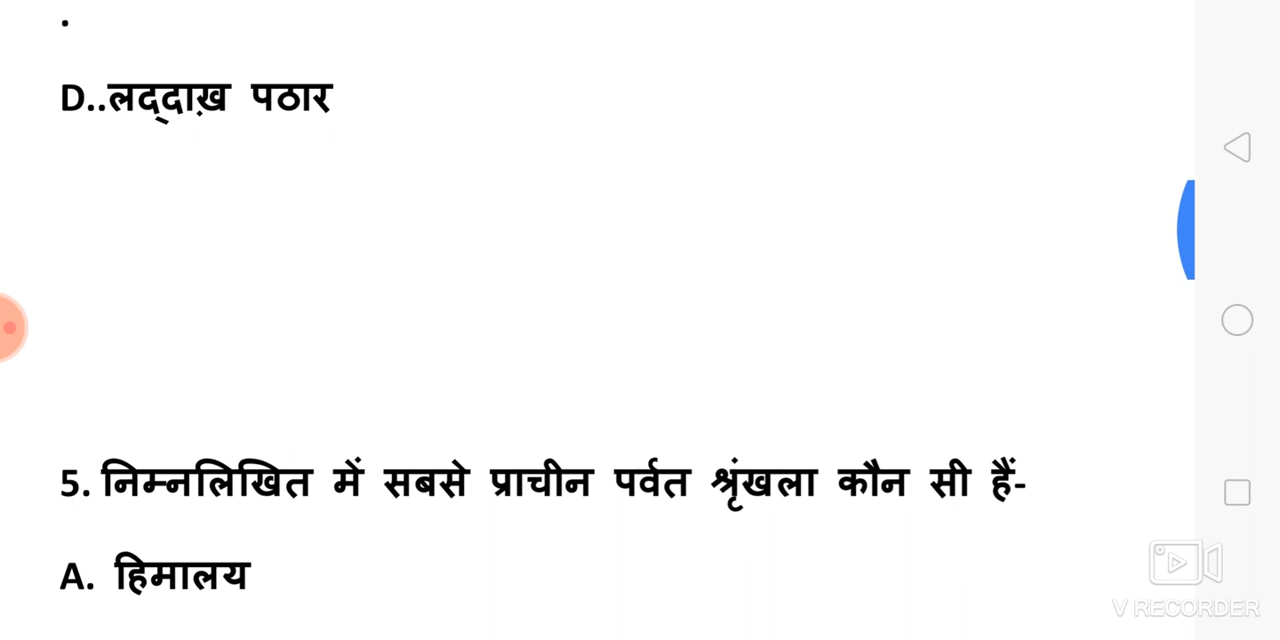 .
D..लद्दाख़ पठार
5. निम्नलिखित में सबसे प्राचीन पर्वत श्रृंखला कौन सी हैं-
A. हिमालय
V RECORDER